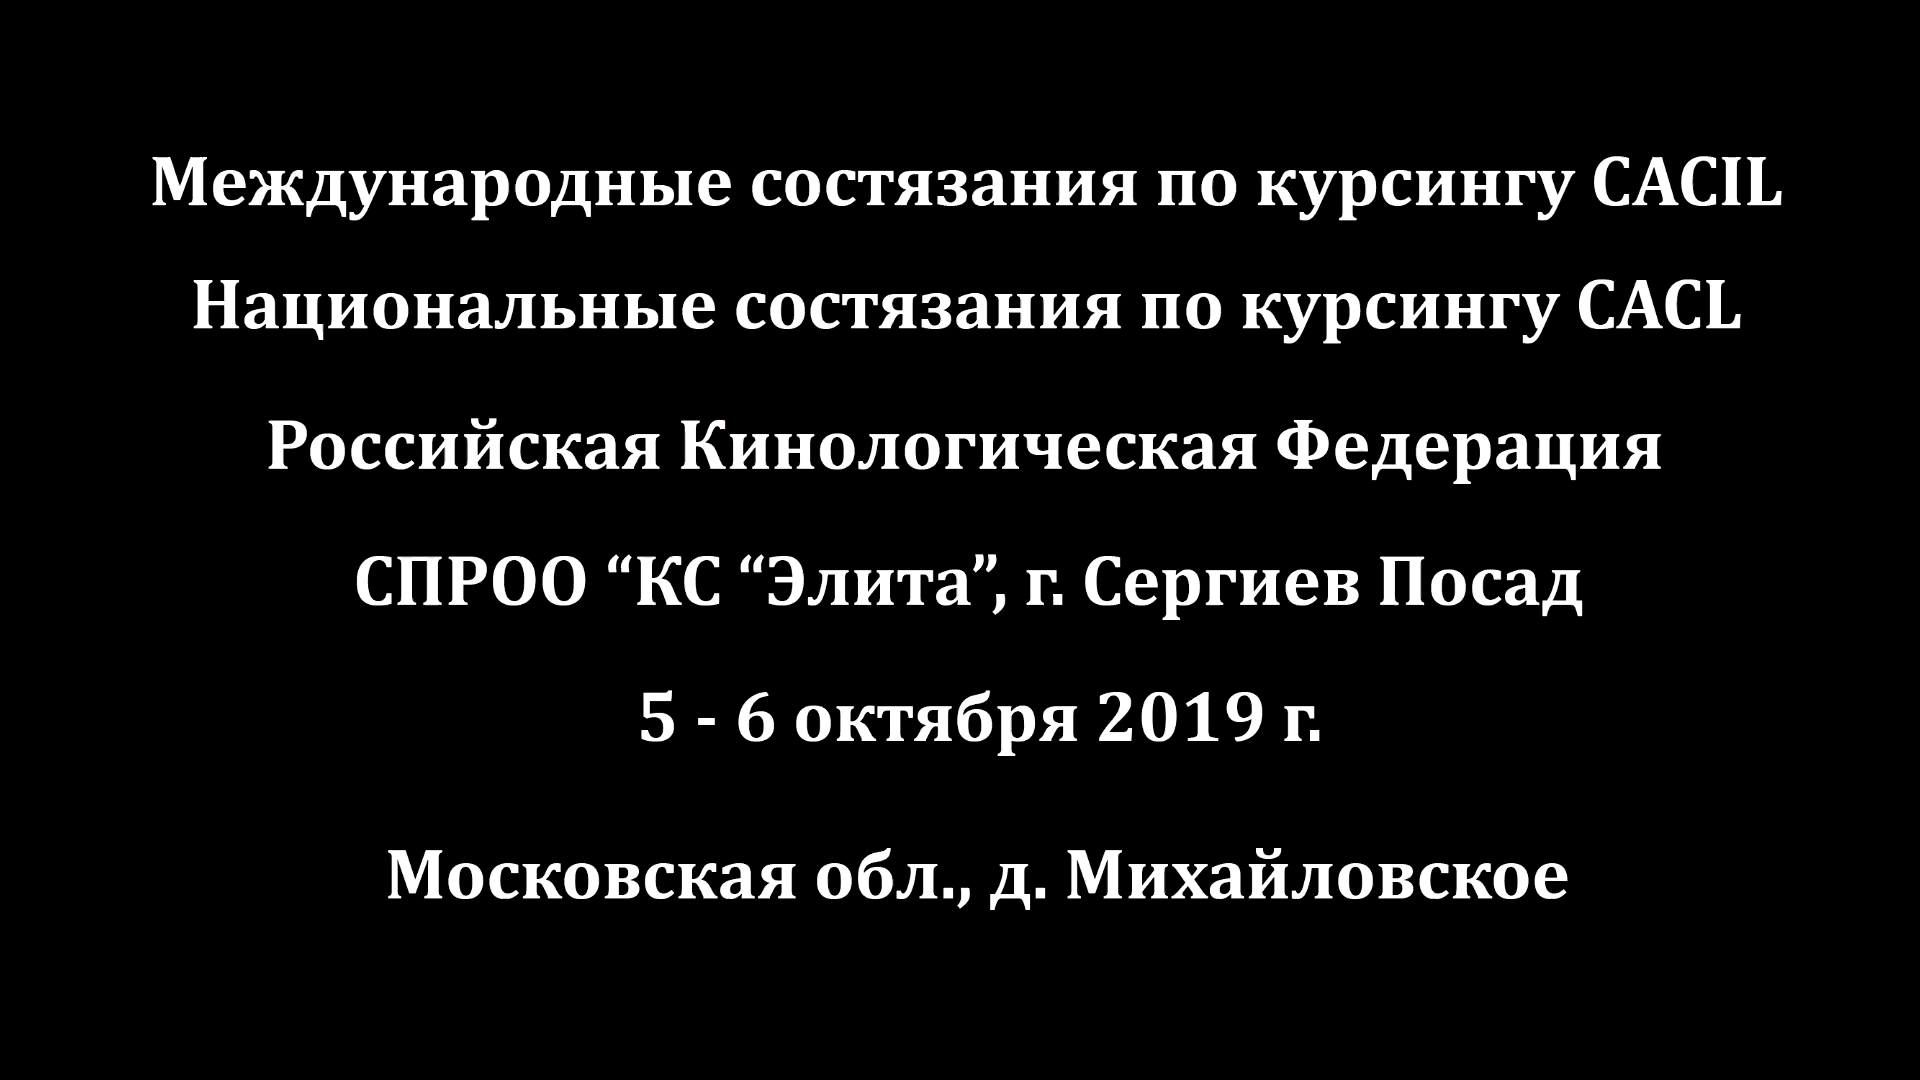 Международные состязания по курсингу CACIL
Национальные состязания по курсингу CACL
Российская Кинологическая Федерация
СПРОО “КС “Элита”, г. Сергиев Посад
5 - 6 октября 2019 г.
Московская обл., д. Михайловское